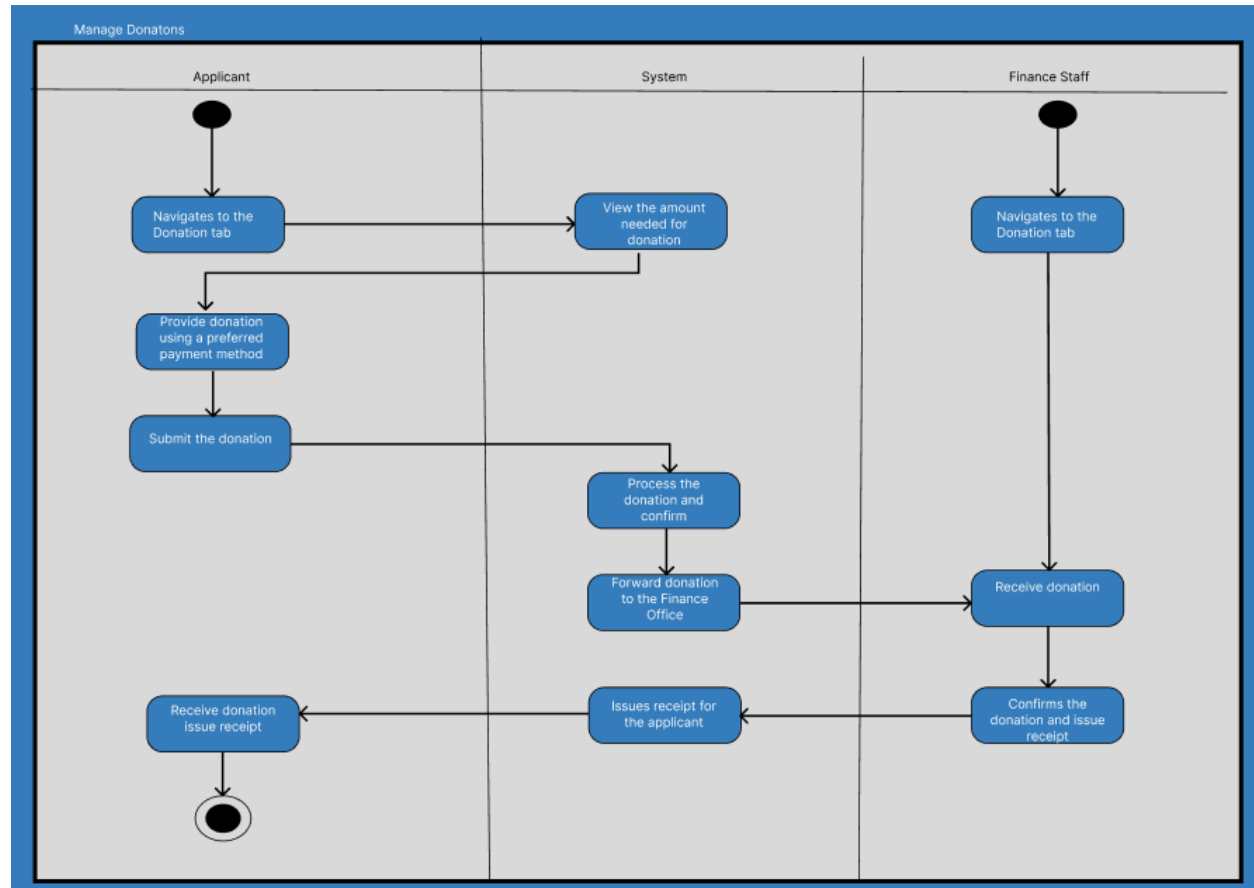 Manage Donatons
Applicant
System
Finance Staff
Navigates to the
Donation tab
View the amount
needed for
donation
Navigates to the
Donation tab
Provide donation
using a preferred
payment method
Submit the donation
Process the
donation and
confirm
Forward donation
to the Finance
Office
Receive donation
Receive donation
issue receipt
Issues receipt for
the applicant
Confirms the
donation and issue
receipt